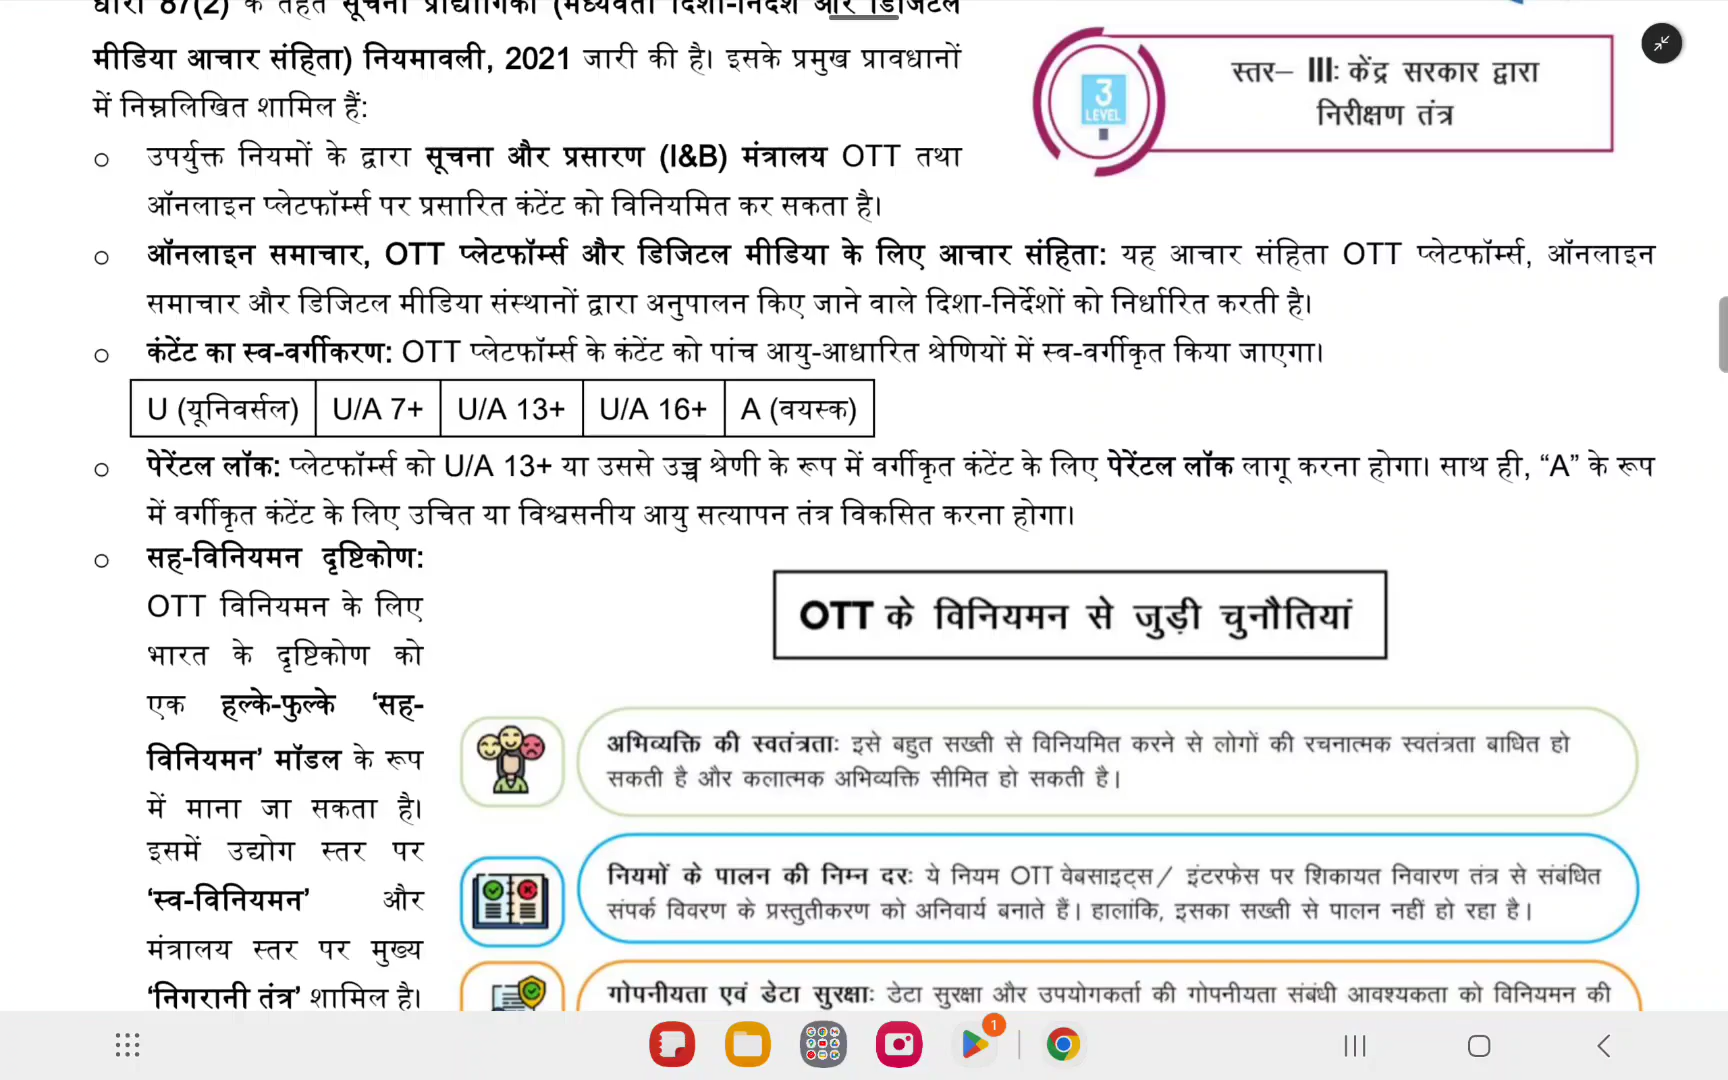 धारा 87(2) के तहत सूचना प्रौद्योगिकी (मध्यवर्ती दिशा-निर्देश और डिजिटल
मीडिया आचार संहिता) नियमावली, 2021 जारी की है। इसके प्रमुख प्रावधानों
में निम्नलिखित शामिल हैं:
3
LEVEL
स्तर– III: केंद्र सरकार द्वारा
निरीक्षण तंत्र
○ उपर्युक्त नियमों के द्वारा सूचना और प्रसारण (I&B) मंत्रालय OTT तथा
ऑनलाइन प्लेटफॉर्म्स पर प्रसारित कंटेंट को विनियमित कर सकता है।
○ ऑनलाइन समाचार, OTT प्लेटफॉर्म्स और डिजिटल मीडिया के लिए आचार संहिता: यह आचार संहिता OTT प्लेटफॉर्म्स, ऑनलाइन
समाचार और डिजिटल मीडिया संस्थानों द्वारा अनुपालन किए जाने वाले दिशा-निर्देशों को निर्धारित करती है।
○ कंटेंट का स्व-वर्गीकरण: OTT प्लेटफॉर्म्स के कंटेंट को पांच आयु-आधारित श्रेणियों में स्व-वर्गीकृत किया जाएगा।
U (यूनिवर्सल) U/A 7+ U/A 13+ U/A 16+ A (वयस्क)
○ पेरेंटल लॉक: प्लेटफॉर्म्स को U/A 13+ या उससे उच्च श्रेणी के रूप में वर्गीकृत कंटेंट के लिए पेरेंटल लॉक लागू करना होगा। साथ ही, “A” के रूप
में वर्गीकृत कंटेंट के लिए उचित या विश्वसनीय आयु सत्यापन तंत्र विकसित करना होगा।
○ सह-विनियमन दृष्टिकोण:
OTT विनियमन के लिए
भारत के दृष्टिकोण को
एक हल्के-फुल्के ‘सह-
विनियमन’ मॉडल के रूप
में माना जा सकता है।
इसमें उद्योग स्तर पर
‘स्व-विनियमन’ और
मंत्रालय स्तर पर मुख्य
‘निगरानी तंत्र’ शामिल है।
OTT के विनियमन से जुड़ी चुनौतियां
अभिव्यक्ति की स्वतंत्रताः इसे बहुत सख्ती से विनियमित करने से लोगों की रचनात्मक स्वतंत्रता बाधित हो
सकती है और कलात्मक अभिव्यक्ति सीमित हो सकती है।
नियमों के पालन की निम्न दरः ये नियम OTT वेबसाइट्स/ इंटरफेस पर शिकायत निवारण तंत्र से संबंधित
संपर्क विवरण के प्रस्तुतीकरण को अनिवार्य बनाते हैं। हालांकि, इसका सख्ती से पालन नहीं हो रहा है।
गोपनीयता एवं डेटा सुरक्षाः डेटा सुरक्षा और उपयोगकर्ता की गोपनीयता संबंधी आवश्यकता को विनियमन की
1